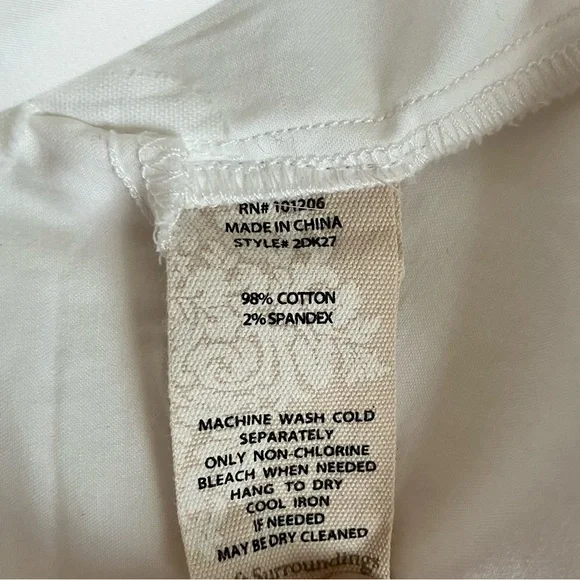 RN# 101206
MADE IN CHINA
STYLE# 2DK27
98% COTTON
2% SPANDEX
MACHINE WASH COLD
SEPARATELY
ONLY NON-CHLORINE
BLEACH WHEN NEEDED
HANG TO DRY
COOL IRON
IF NEEDED
MAY BE DRY CLEANED
Surroundings